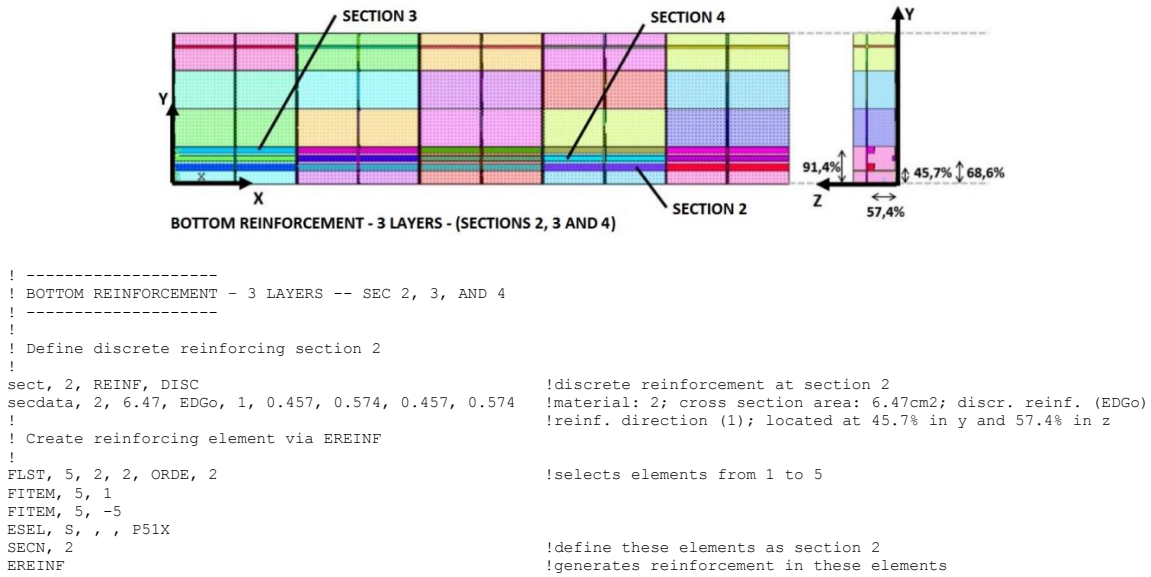 SECTION 3
SECTION 4
Y
Y
X
X
91,4%
45,7%
68,6%
Z
57,4%
SECTION 2
BOTTOM REINFORCEMENT - 3 LAYERS - (SECTIONS 2, 3 AND 4)
! --------------------
! BOTTOM REINFORCEMENT – 3 LAYERS -- SEC 2, 3, AND 4
! --------------------
!
! Define discrete reinforcing section 2
!
sect, 2, REINF, DISC !discrete reinforcement at section 2
secdata, 2, 6.47, EDGo, 1, 0.457, 0.574, 0.457, 0.574 !material: 2; cross section area: 6.47cm2; discr. reinf. (EDGo)
! !reinf. direction (1); located at 45.7% in y and 57.4% in z
! Create reinforcing element via EREINF
!
FLST, 5, 2, 2, ORDE, 2 !selects elements from 1 to 5
FITEM, 5, 1
FITEM, 5, -5
ESEL, S, , , P51X
SECN, 2 !define these elements as section 2
EREINF !generates reinforcement in these elements